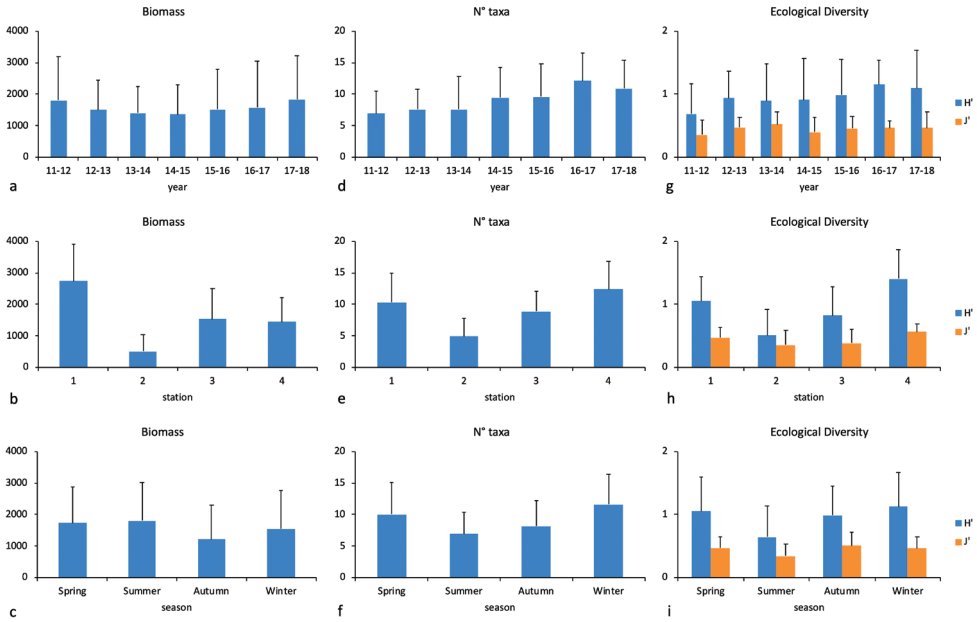 Biomass
4000
3000
2000
1000
0
11-12 12-13 13-14 14-15 15-16 16-17 17-18
a year
N° taxa
20
15
10
5
0
11-12 12-13 13-14 14-15 15-16 16-17 17-18
d year
Ecological Diversity
2
1
0
11-12 12-13 13-14 14-15 15-16 16-17 17-18
g year
H'
J'
Biomass
4000
3000
2000
1000
0
1 2 3 4
b station
N° taxa
20
15
10
5
0
1 2 3 4
e station
Ecological Diversity
2
1
0
1 2 3 4
h station
H'
J'
Biomass
4000
3000
2000
1000
0
Spring Summer Autumn Winter
c season
N° taxa
20
15
10
5
0
Spring Summer Autumn Winter
f season
Ecological Diversity
2
1
0
Spring Summer Autumn Winter
i season
H'
J'